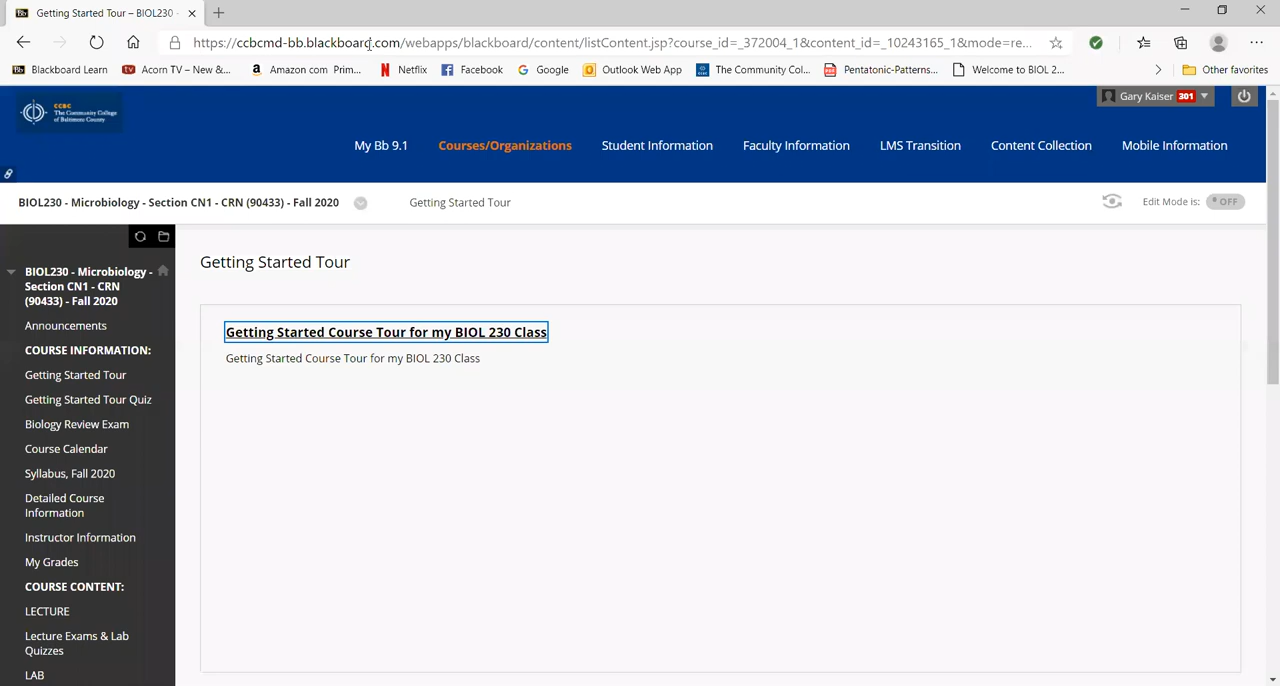 Getting Started Tour – BIOL230 -
https://ccbcmd-bb.blackboard.com/webapps/blackboard/content/listContent.jsp?course_id=_372004_1&content_id=_10243165_1&mode=re...
Blackboard Learn Acorn TV – New &... Amazon com Prim... Netflix Facebook Google Outlook Web App The Community Col... Pentatonic-Patterns... Welcome to BIOL 2... Other favorites
Gary Kaiser 301
CCBC
The Community College
of Baltimore County
My Bb 9.1 Courses/Organizations Student Information Faculty Information LMS Transition Content Collection Mobile Information
BIOL230 - Microbiology - Section CN1 - CRN (90433) - Fall 2020 Getting Started Tour Edit Mode is: OFF
BIOL230 - Microbiology -
Section CN1 - CRN
(90433) - Fall 2020
Announcements
COURSE INFORMATION:
Getting Started Tour
Getting Started Tour Quiz
Biology Review Exam
Course Calendar
Syllabus, Fall 2020
Detailed Course
Information
Instructor Information
My Grades
COURSE CONTENT:
LECTURE
Lecture Exams & Lab
Quizzes
LAB
Getting Started Tour
Getting Started Course Tour for my BIOL 230 Class
Getting Started Course Tour for my BIOL 230 Class